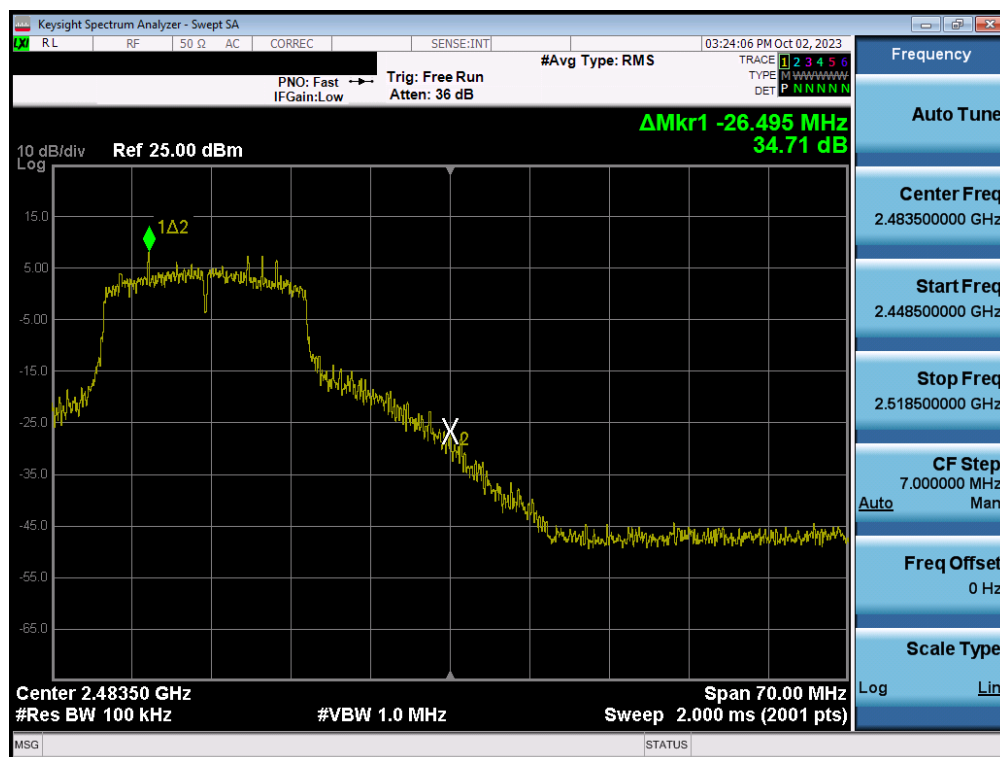 Keysight Spectrum Analyzer - Swept SA
LXI RL RF 50 Ω AC CORREC SENSE:INT 03:24:06 PM Oct 02, 2023
#Avg Type: RMS
TRACE 1 2 3 4 5 6
TYPE M WWWWW
DET P N N N N N
PNO: Fast
IFGain:Low
Trig: Free Run
Atten: 36 dB
ΔMkr1 -26.495 MHz
34.71 dB
10 dB/div
Log
Ref 25.00 dBm
15.0
5.00
-5.00
-15.0
-25.0
-35.0
-45.0
-55.0
-65.0
1Δ2
X2
Center 2.48350 GHz
#Res BW 100 kHz
#VBW 1.0 MHz
Span 70.00 MHz
Sweep 2.000 ms (2001 pts)
MSG
STATUS
Frequency
Auto Tune
Center Freq
2.483500000 GHz
Start Freq
2.448500000 GHz
Stop Freq
2.518500000 GHz
CF Step
7.000000 MHz
Auto Man
Freq Offset
0 Hz
Scale Type
Log Lin